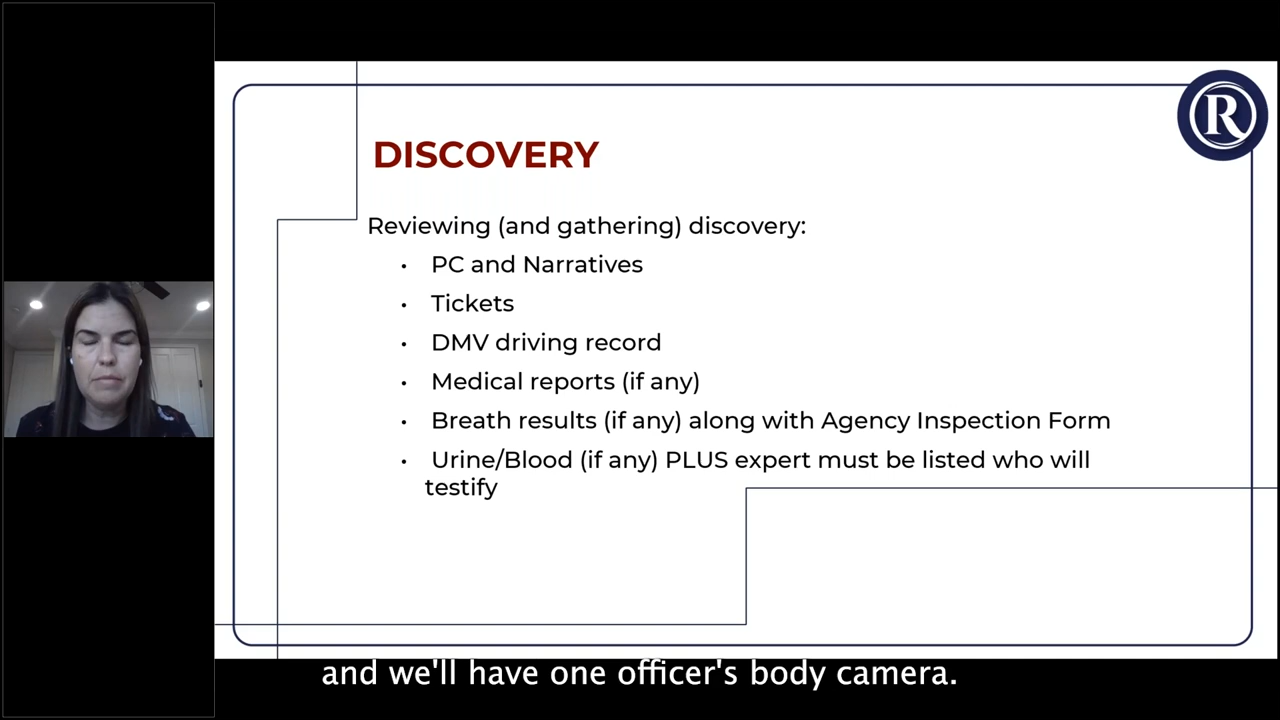 R
DISCOVERY
Reviewing (and gathering) discovery:
• PC and Narratives
• Tickets
• DMV driving record
• Medical reports (if any)
• Breath results (if any) along with Agency Inspection Form
• Urine/Blood (if any) PLUS expert must be listed who will
testify
and we'll have one officer's body camera.